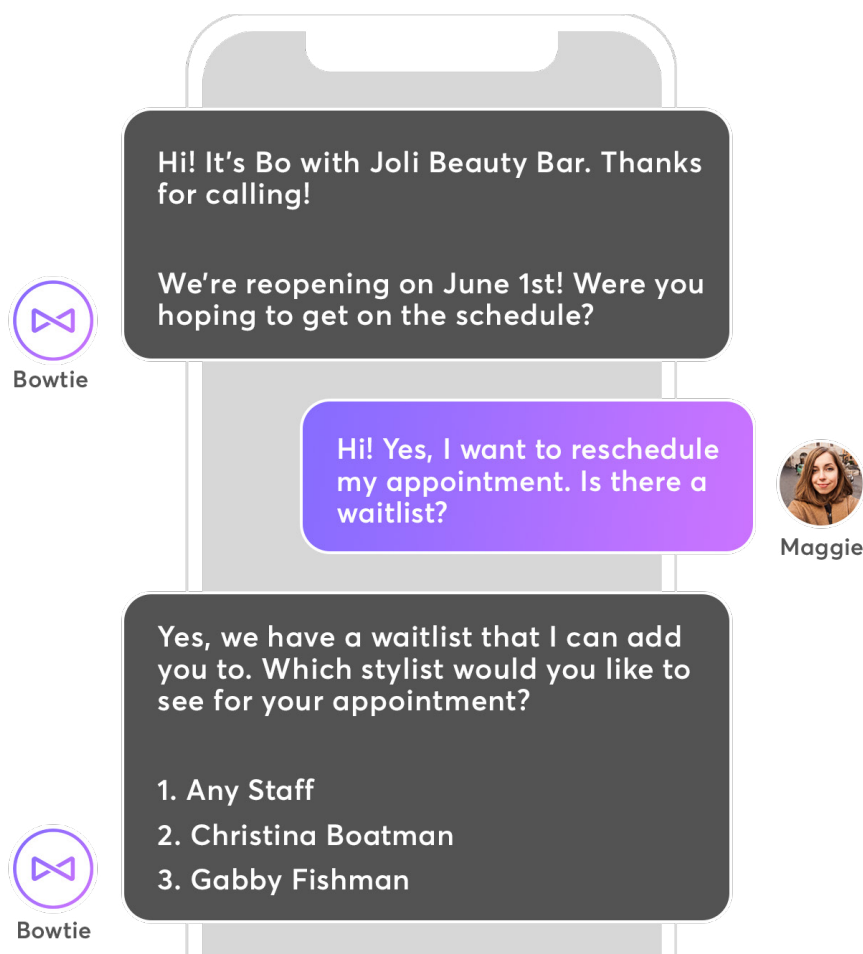 Hi! It's Bo with Joli Beauty Bar. Thanks
for calling!
We're reopening on June 1st! Were you
hoping to get on the schedule?
Bowtie
Hi! Yes, I want to reschedule
my appointment. Is there a
waitlist?
Maggie
Yes, we have a waitlist that I can add
you to. Which stylist would you like to
see for your appointment?
1. Any Staff
2. Christina Boatman
3. Gabby Fishman
Bowtie